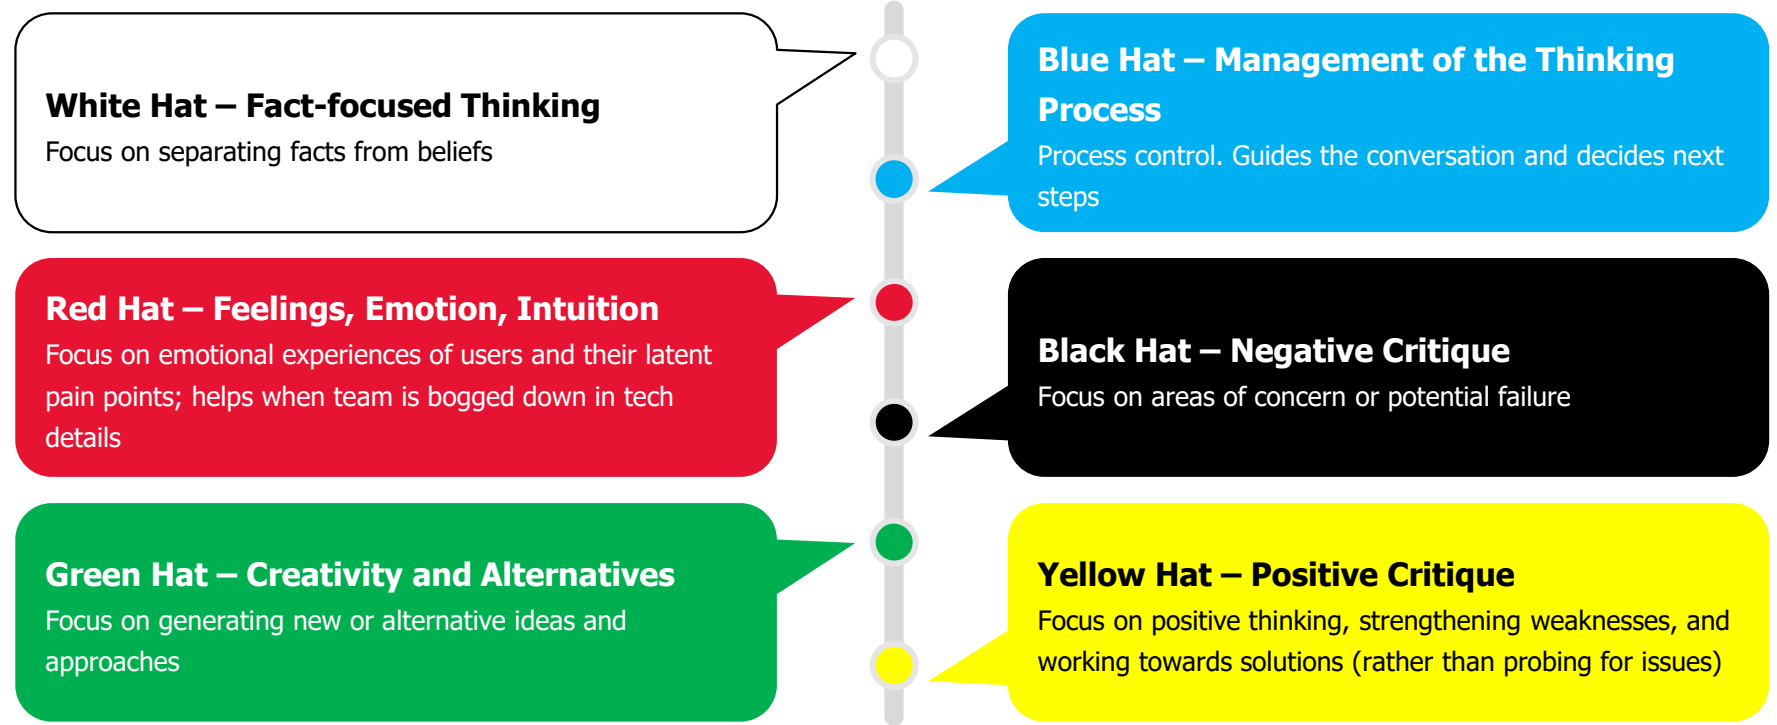 White Hat – Fact-focused Thinking
Focus on separating facts from beliefs
Blue Hat – Management of the Thinking
Process
Process control. Guides the conversation and decides next
steps
Red Hat – Feelings, Emotion, Intuition
Focus on emotional experiences of users and their latent
pain points; helps when team is bogged down in tech
details
Black Hat – Negative Critique
Focus on areas of concern or potential failure
Green Hat – Creativity and Alternatives
Focus on generating new or alternative ideas and
approaches
Yellow Hat – Positive Critique
Focus on positive thinking, strengthening weaknesses, and
working towards solutions (rather than probing for issues)